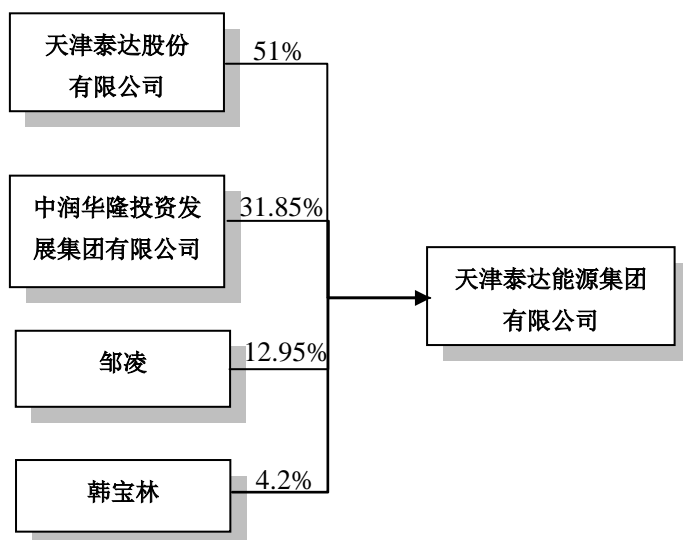 天津泰达股份
有限公司
51%
中润华隆投资发
展集团有限公司
31.85%
天津泰达能源集团
有限公司
邹凌
12.95%
韩宝林
4.2%